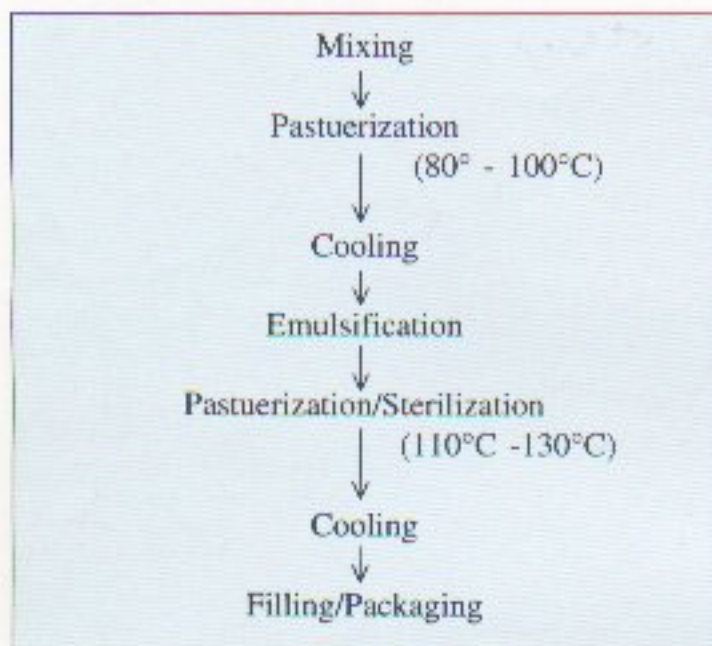 Mixing
Pastuerization
(80° - 100°C)
Cooling
Emulsification
Pastuerization/Sterilization
(110°C -130°C)
Cooling
Filling/Packaging